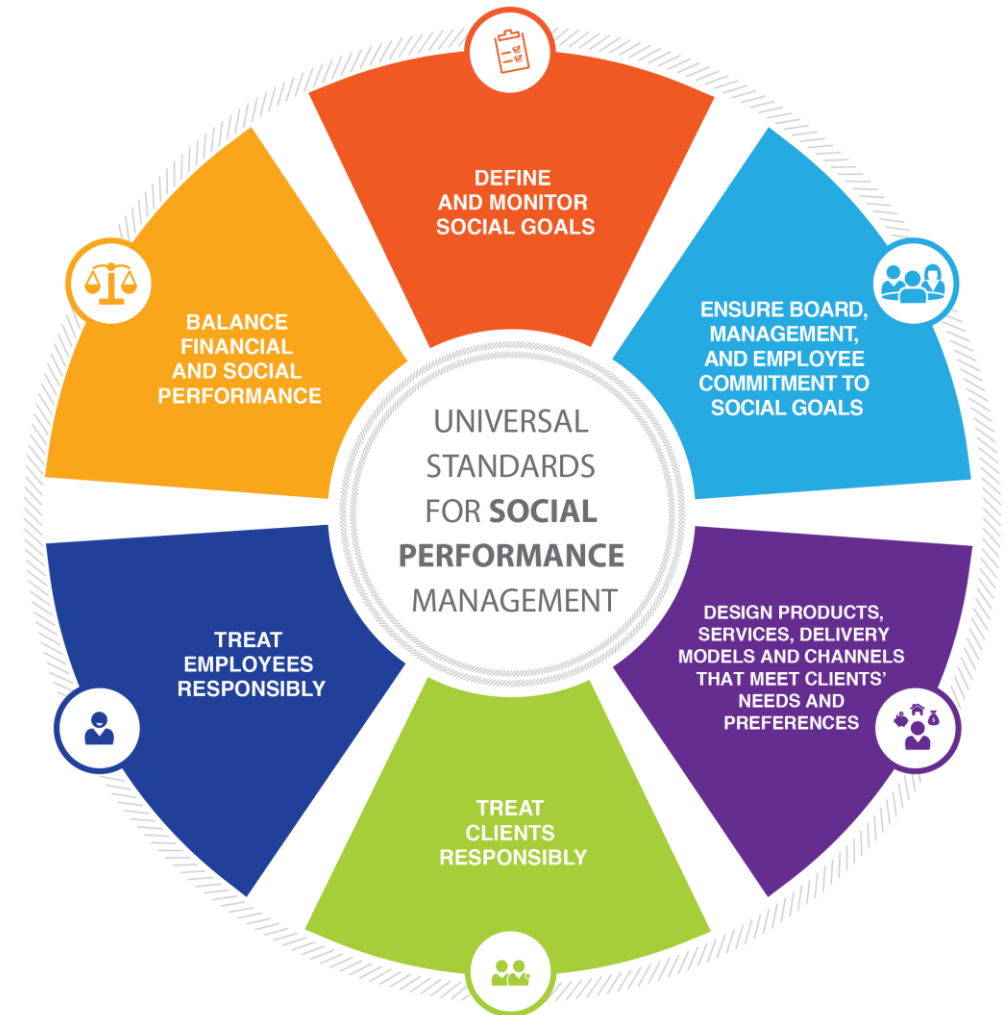 DEFINE
AND MONITOR
SOCIAL GOALS
ENSURE BOARD,
MANAGEMENT,
AND EMPLOYEE
COMMITMENT TO
SOCIAL GOALS
DESIGN PRODUCTS,
SERVICES, DELIVERY
MODELS AND CHANNELS
THAT MEET CLIENTS’
NEEDS AND
PREFERENCES
TREAT
CLIENTS
RESPONSIBLY
TREAT
EMPLOYEES
RESPONSIBLY
BALANCE
FINANCIAL
AND SOCIAL
PERFORMANCE
UNIVERSAL
STANDARDS
FOR SOCIAL
PERFORMANCE
MANAGEMENT